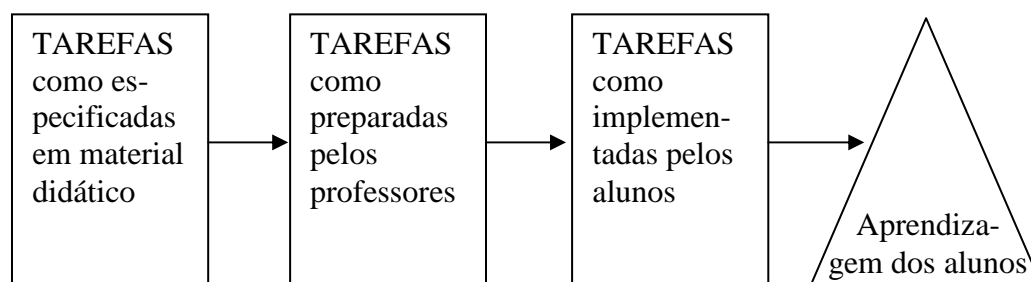 TAREFAS
como es-
pecificadas
em material
didático
TAREFAS
como
preparadas
pelos
professores
TAREFAS
como
implemen-
tadas pelos
alunos
Aprendiza-
gem dos alunos